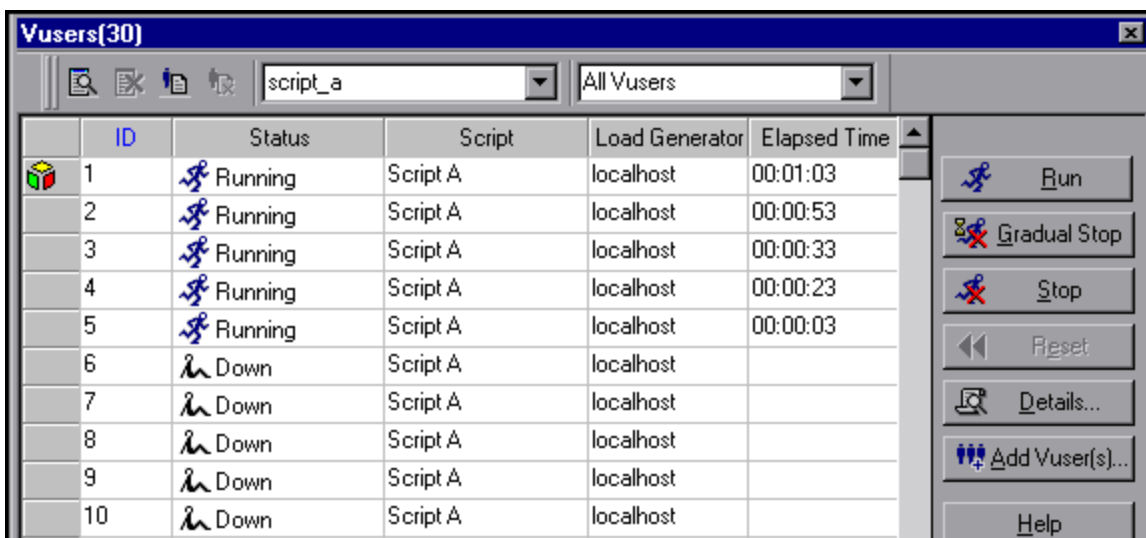 Vusers(30)
script_a All Vusers
ID Status Script Load Generator Elapsed Time
1 Running Script A localhost 00:01:03
2 Running Script A localhost 00:00:53
3 Running Script A localhost 00:00:33
4 Running Script A localhost 00:00:23
5 Running Script A localhost 00:00:03
6 Down Script A localhost
7 Down Script A localhost
8 Down Script A localhost
9 Down Script A localhost
10 Down Script A localhost
Run
Gradual Stop
Stop
Reset
Details...
Add Vuser(s)...
Help